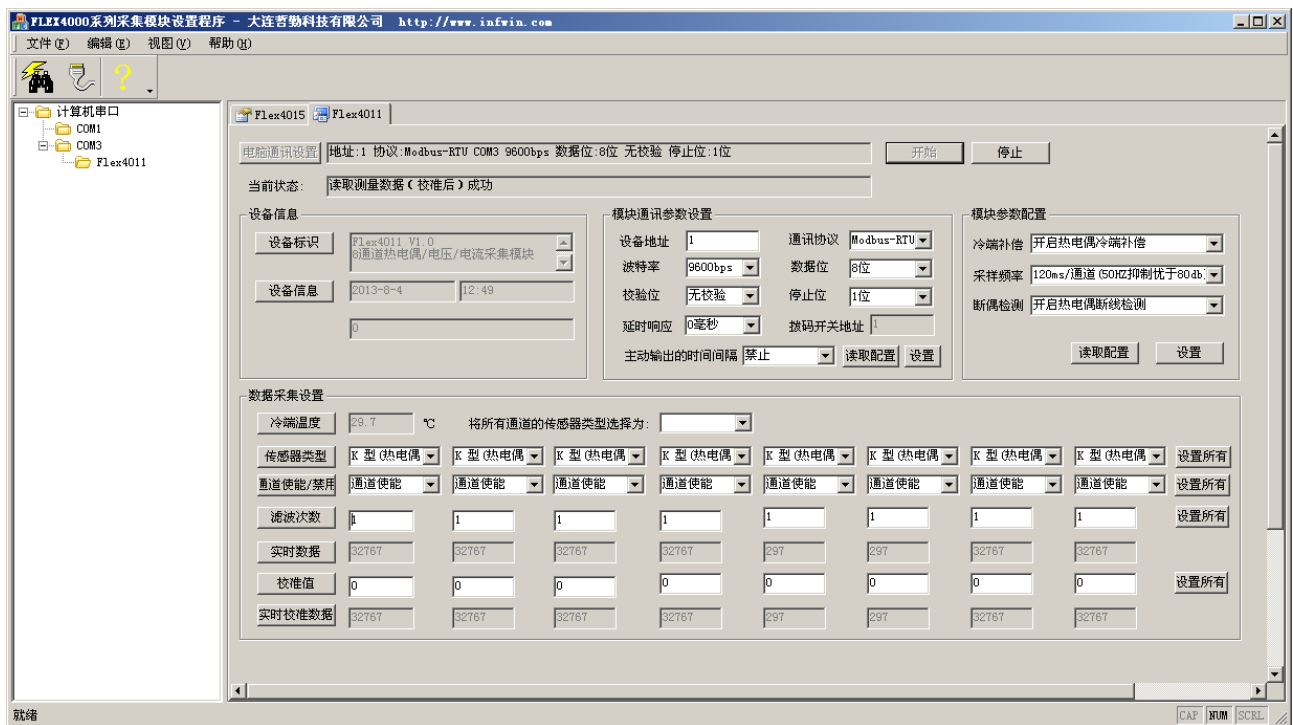 FLEX4000系列采集模块设置程序 - 大连哲勤科技有限公司 http://www.infwin.com
文件(F) 编辑(E) 视图(V) 帮助(H)
计算机串口
COM1
COM3
Flex4011
Flex4015 Flex4011
电脑通讯设置 地址:1 协议:Modbus-RTU COM3 9600bps 数据位:8位 无校验 停止位:1位 开始 停止
当前状态: 读取测量数据(校准后)成功
设备信息
设备标识 Flex4011 V1.0
8通道热电偶/电压/电流采集模块
设备信息 2013-8-4 12:49
0
模块通讯参数设置
设备地址 1 通讯协议 Modbus-RTU
波特率 9600bps 数据位 8位
校验位 无校验 停止位 1位
延时响应 0毫秒 拨码开关地址 1
主动输出的时间间隔 禁止 读取配置 设置
模块参数配置
冷端补偿 开启热电偶冷端补偿
采样频率 120ms/通道(50HZ抑制优于80db
断偶检测 开启热电偶断线检测
读取配置 设置
数据采集设置
冷端温度 29.7 ℃ 将所有通道的传感器类型选择为:
传感器类型 K 型(热电偶 K 型(热电偶 K 型(热电偶 K 型(热电偶 K 型(热电偶 K 型(热电偶 K 型(热电偶 K 型(热电偶 设置所有
通道使能/禁用 通道使能 通道使能 通道使能 通道使能 通道使能 通道使能 通道使能 通道使能 设置所有
滤波次数 1 1 1 1 1 1 1 1 设置所有
实时数据 32767 32767 32767 32767 297 297 32767 32767
校准值 0 0 0 0 0 0 0 0 设置所有
实时校准数据 32767 32767 32767 32767 297 297 32767 32767
就绪 CAP NUM SCRL